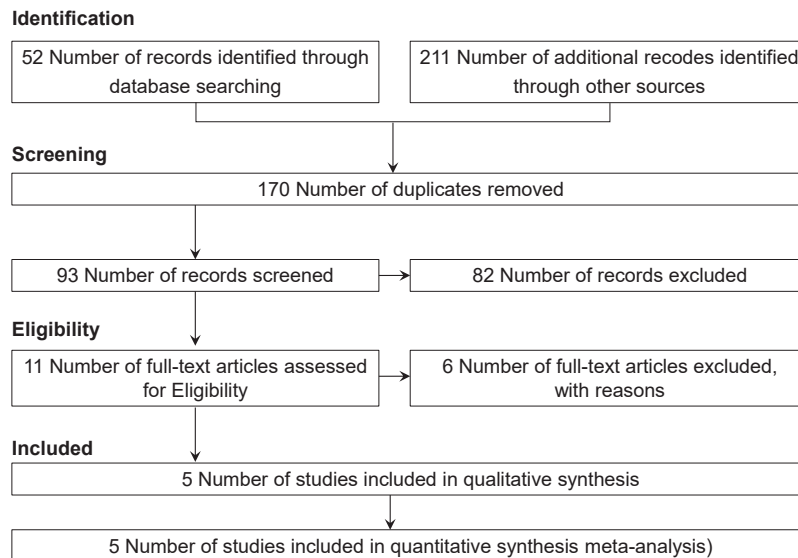 Identification
52 Number of records identified through
database searching
211 Number of additional recodes identified
through other sources
Screening
170 Number of duplicates removed
93 Number of records screened
82 Number of records excluded
Eligibility
11 Number of full-text articles assessed
for Eligibility
6 Number of full-text articles excluded,
with reasons
Included
5 Number of studies included in qualitative synthesis
5 Number of studies included in quantitative synthesis meta-analysis)